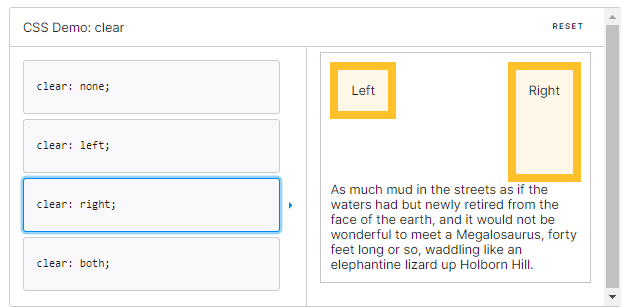 CSS Demo: clear
RESET
clear: none;
clear: left;
clear: right;
clear: both;
Left
Right
As much mud in the streets as if the
waters had but newly retired from the
face of the earth, and it would not be
wonderful to meet a Megalosaurus, forty
feet long or so, waddling like an
elephantine lizard up Holborn Hill.